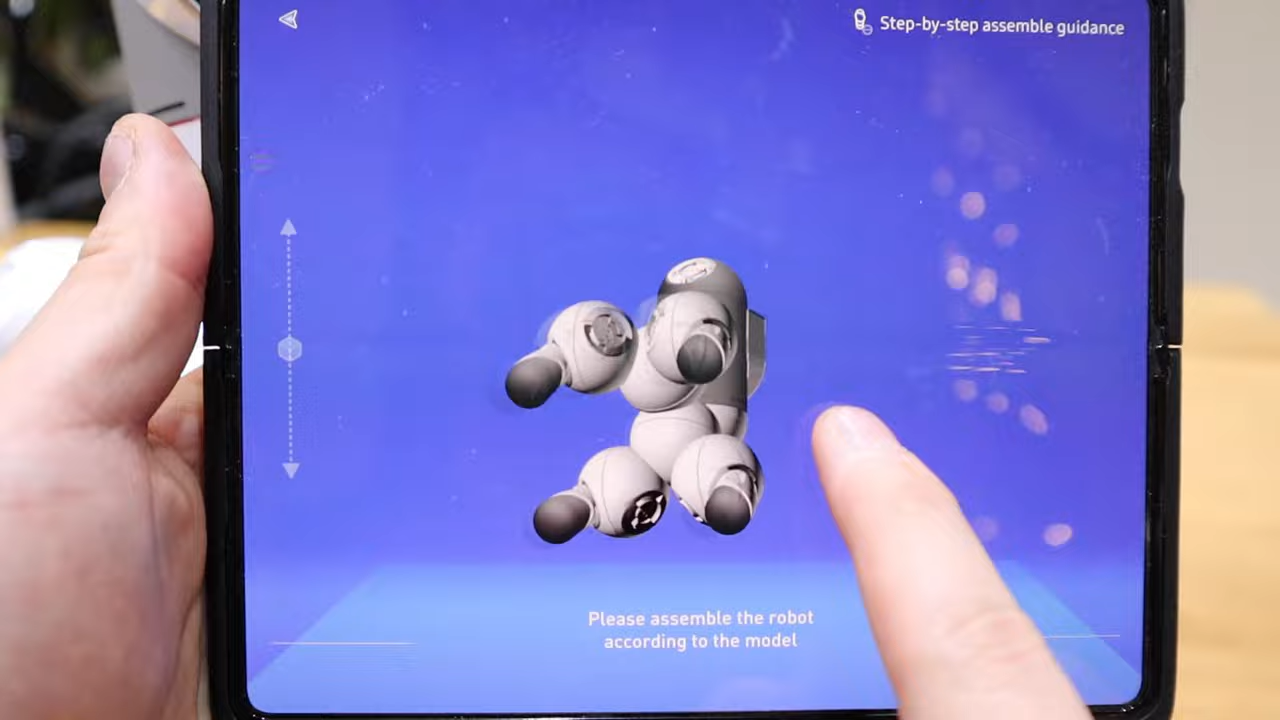 Step-by-step assemble guidance
Please assemble the robot
according to the model